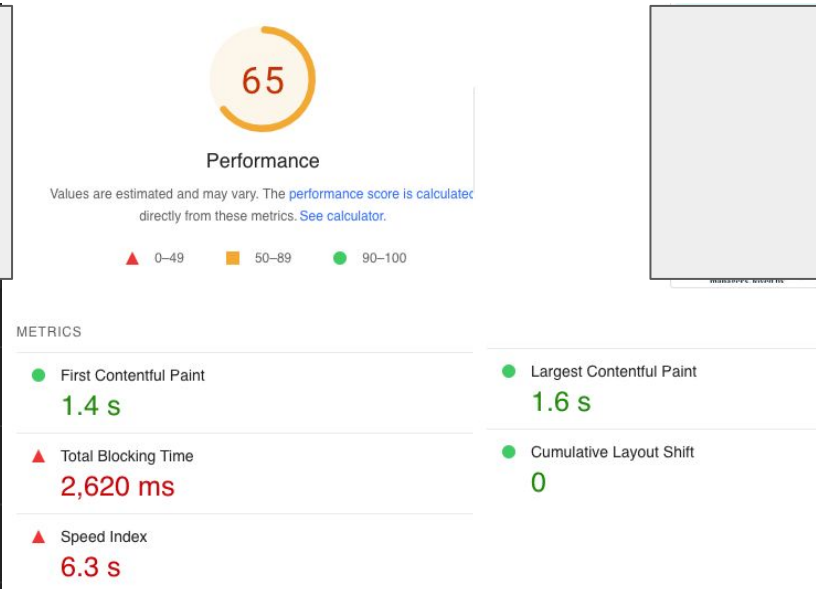 65
Performance
Values are estimated and may vary. The performance score is calculated
directly from these metrics. See calculator.
0–49 50–89 90–100
METRICS
First Contentful Paint
1.4 s
Largest Contentful Paint
1.6 s
Total Blocking Time
2,620 ms
Cumulative Layout Shift
0
Speed Index
6.3 s